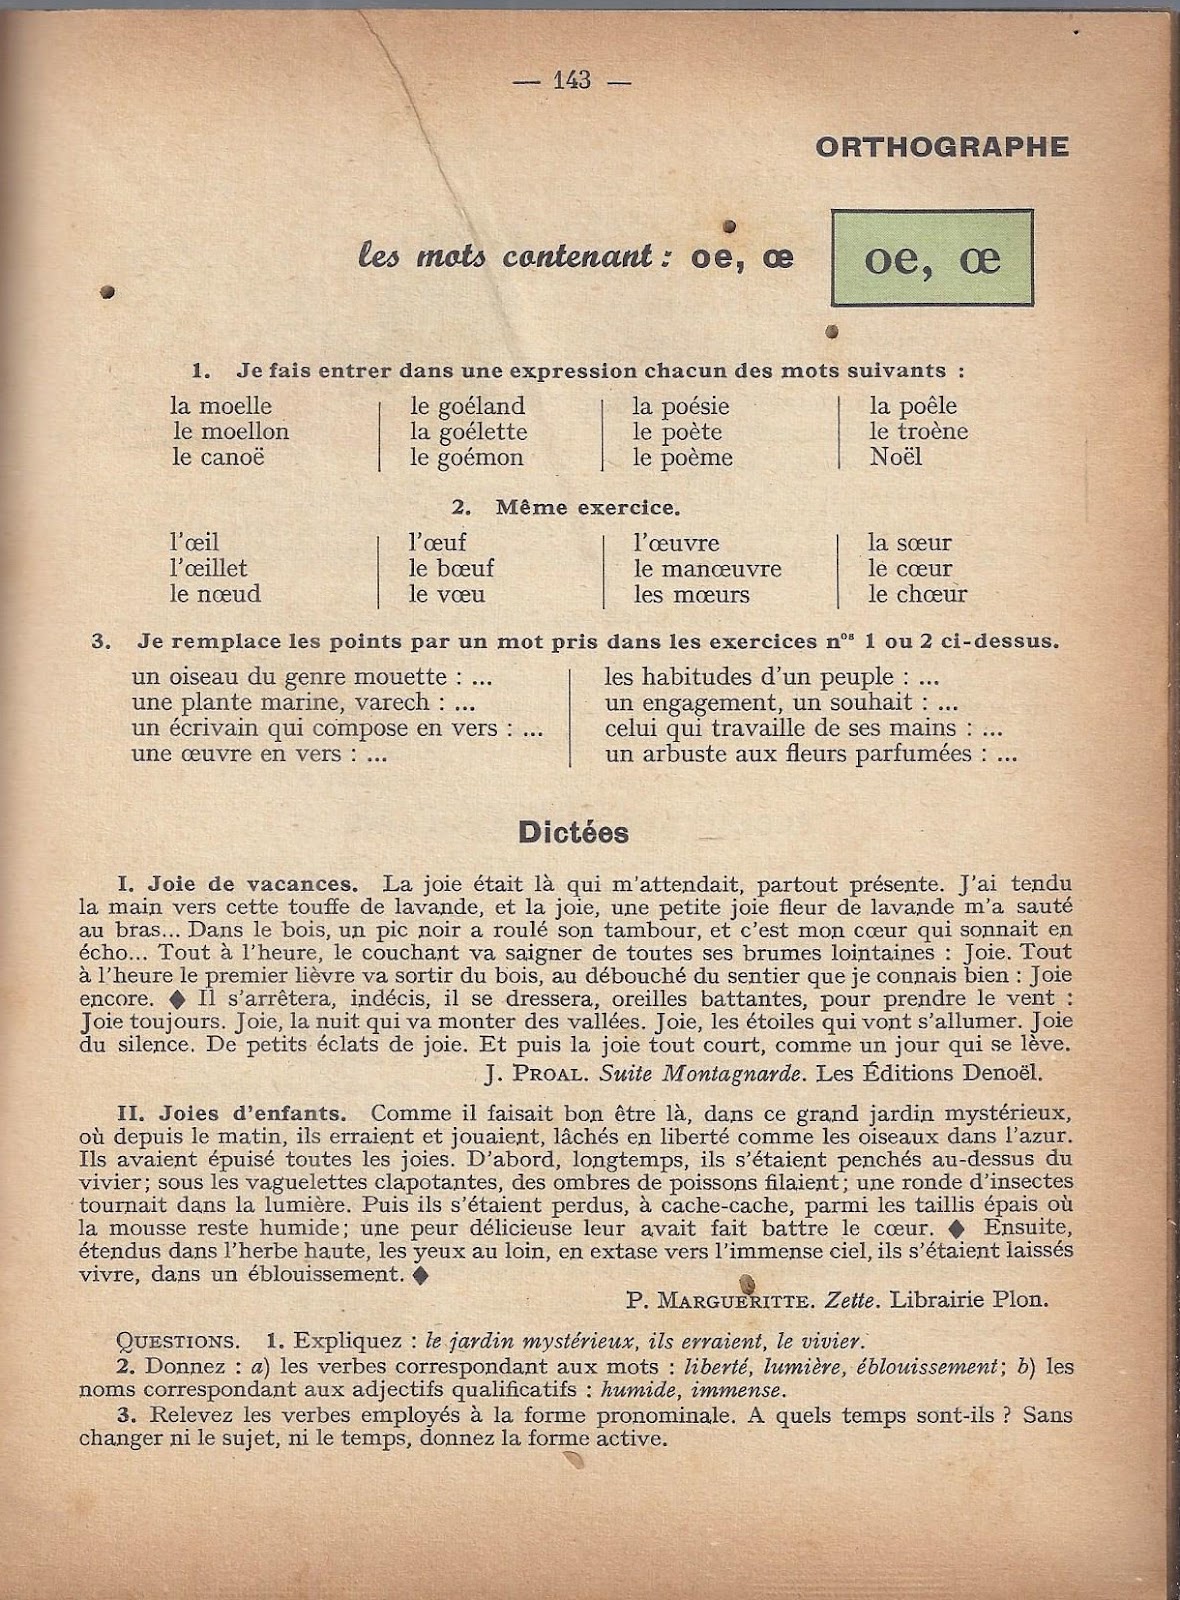 — 143 —
ORTHOGRAPHE
les mots contenant : oe, œ
oe, œ
1. Je fais entrer dans une expression chacun des mots suivants :
la moelle le goéland la poésie la poêle
le moellon la goélette le poète le troène
le canoë le goémon le poème Noël
2. Même exercice.
l'œil l'œuf l'œuvre la sœur
l'œillet le bœuf le manœuvre le cœur
le nœud le vœu les mœurs le chœur
3. Je remplace les points par un mot pris dans les exercices nos 1 ou 2 ci-dessus.
un oiseau du genre mouette : ... les habitudes d'un peuple : ...
une plante marine, varech : ... un engagement, un souhait : ...
un écrivain qui compose en vers : ... celui qui travaille de ses mains : ...
une œuvre en vers : ... un arbuste aux fleurs parfumées : ...
Dictées
I. Joie de vacances. La joie était là qui m'attendait, partout présente. J'ai tendu
la main vers cette touffe de lavande, et la joie, une petite joie fleur de lavande m'a sauté
au bras... Dans le bois, un pic noir a roulé son tambour, et c'est mon cœur qui sonnait en
écho... Tout à l'heure, le couchant va saigner de toutes ses brumes lointaines : Joie. Tout
à l'heure le premier lièvre va sortir du bois, au débouché du sentier que je connais bien : Joie
encore. ◆ Il s'arrêtera, indécis, il se dressera, oreilles battantes, pour prendre le vent :
Joie toujours. Joie, la nuit qui va monter des vallées. Joie, les étoiles qui vont s'allumer. Joie
du silence. De petits éclats de joie. Et puis la joie tout court, comme un jour qui se lève.
J. PROAL. Suite Montagnarde. Les Éditions Denoël.
II. Joies d'enfants. Comme il faisait bon être là, dans ce grand jardin mystérieux,
où depuis le matin, ils erraient et jouaient, lâchés en liberté comme les oiseaux dans l'azur.
Ils avaient épuisé toutes les joies. D'abord, longtemps, ils s'étaient penchés au-dessus du
vivier ; sous les vaguelettes clapotantes, des ombres de poissons filaient ; une ronde d'insectes
tournait dans la lumière. Puis ils s'étaient perdus, à cache-cache, parmi les taillis épais où
la mousse reste humide ; une peur délicieuse leur avait fait battre le cœur. ◆ Ensuite,
étendus dans l'herbe haute, les yeux au loin, en extase vers l'immense ciel, ils s'étaient laissés
vivre, dans un éblouissement. ◆
P. MARGUERITTE. Zette. Librairie Plon.
QUESTIONS. 1. Expliquez : le jardin mystérieux, ils erraient, le vivier.
2. Donnez : a) les verbes correspondant aux mots : liberté, lumière, éblouissement ; b) les
noms correspondant aux adjectifs qualificatifs : humide, immense.
3. Relevez les verbes employés à la forme pronominale. A quels temps sont-ils ? Sans
changer ni le sujet, ni le temps, donnez la forme active.